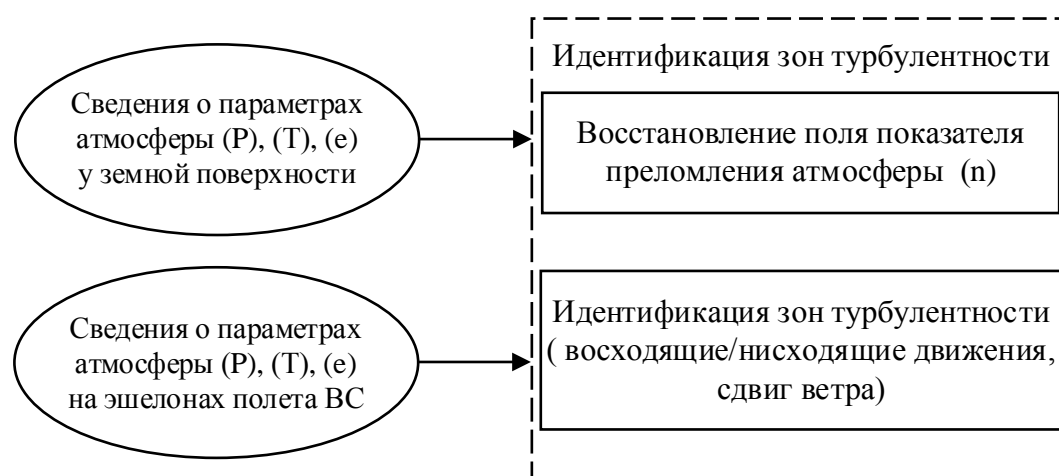 Идентификация зон турбулентности
Сведения о параметрах
атмосферы (P), (T), (e)
у земной поверхности
Восстановление поля показателя
преломления атмосферы (n)
Сведения о параметрах
атмосферы (P), (T), (e)
на эшелонах полета ВС
Идентификация зон турбулентности
( восходящие/нисходящие движения,
сдвиг ветра)